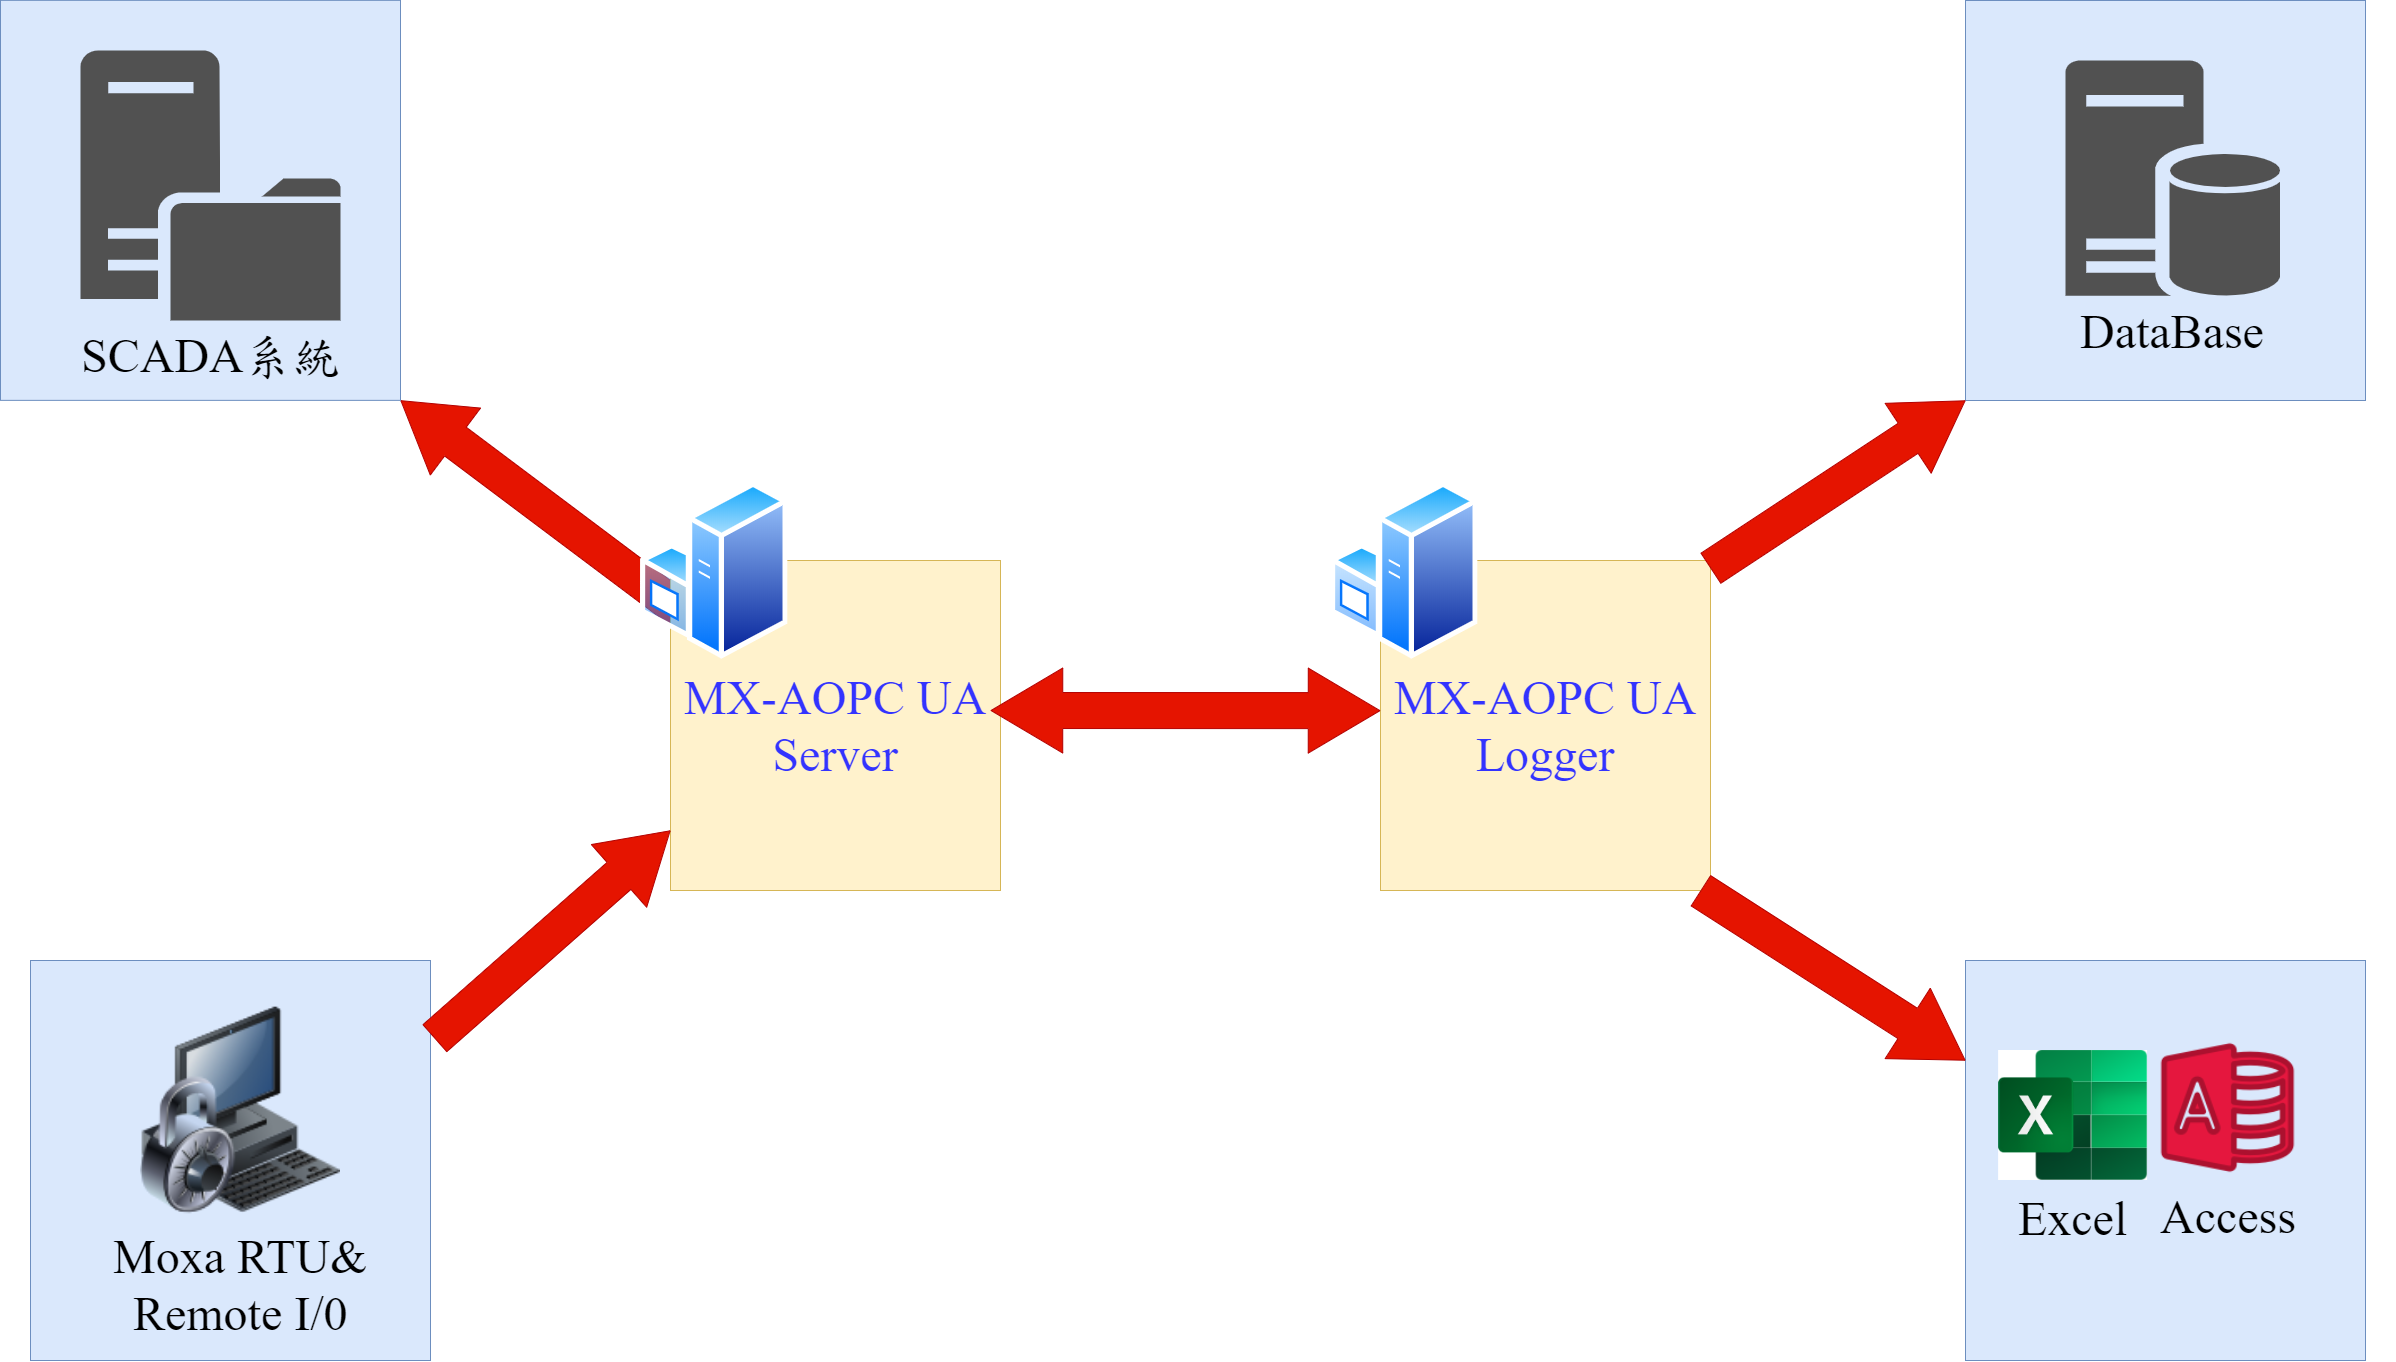 SCADA系統
DataBase
MX-AOPC UA
Server
MX-AOPC UA
Logger
Moxa RTU&
Remote I/0
X
A
Excel
Access